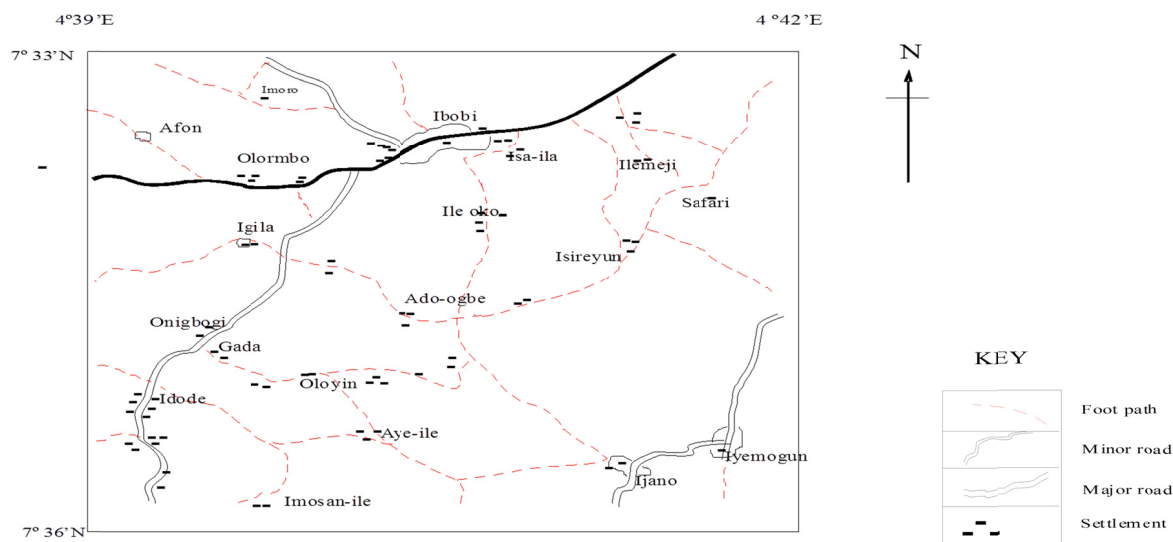 4°39’E
4 °42’E
7° 33’N
N
Imoro
Ibobi
Afon
Isa-ila
Olormbo
Ilemeji
Safari
Ile oko
Igila
Isireyun
Ado-ogbe
Onigbogi
Gada
KEY
Oloyin
Idode
Foot path
Aye-ile
Minor road
Iyemogun
Ijano
Major road
Imosan-ile
Settlement
7° 36’N